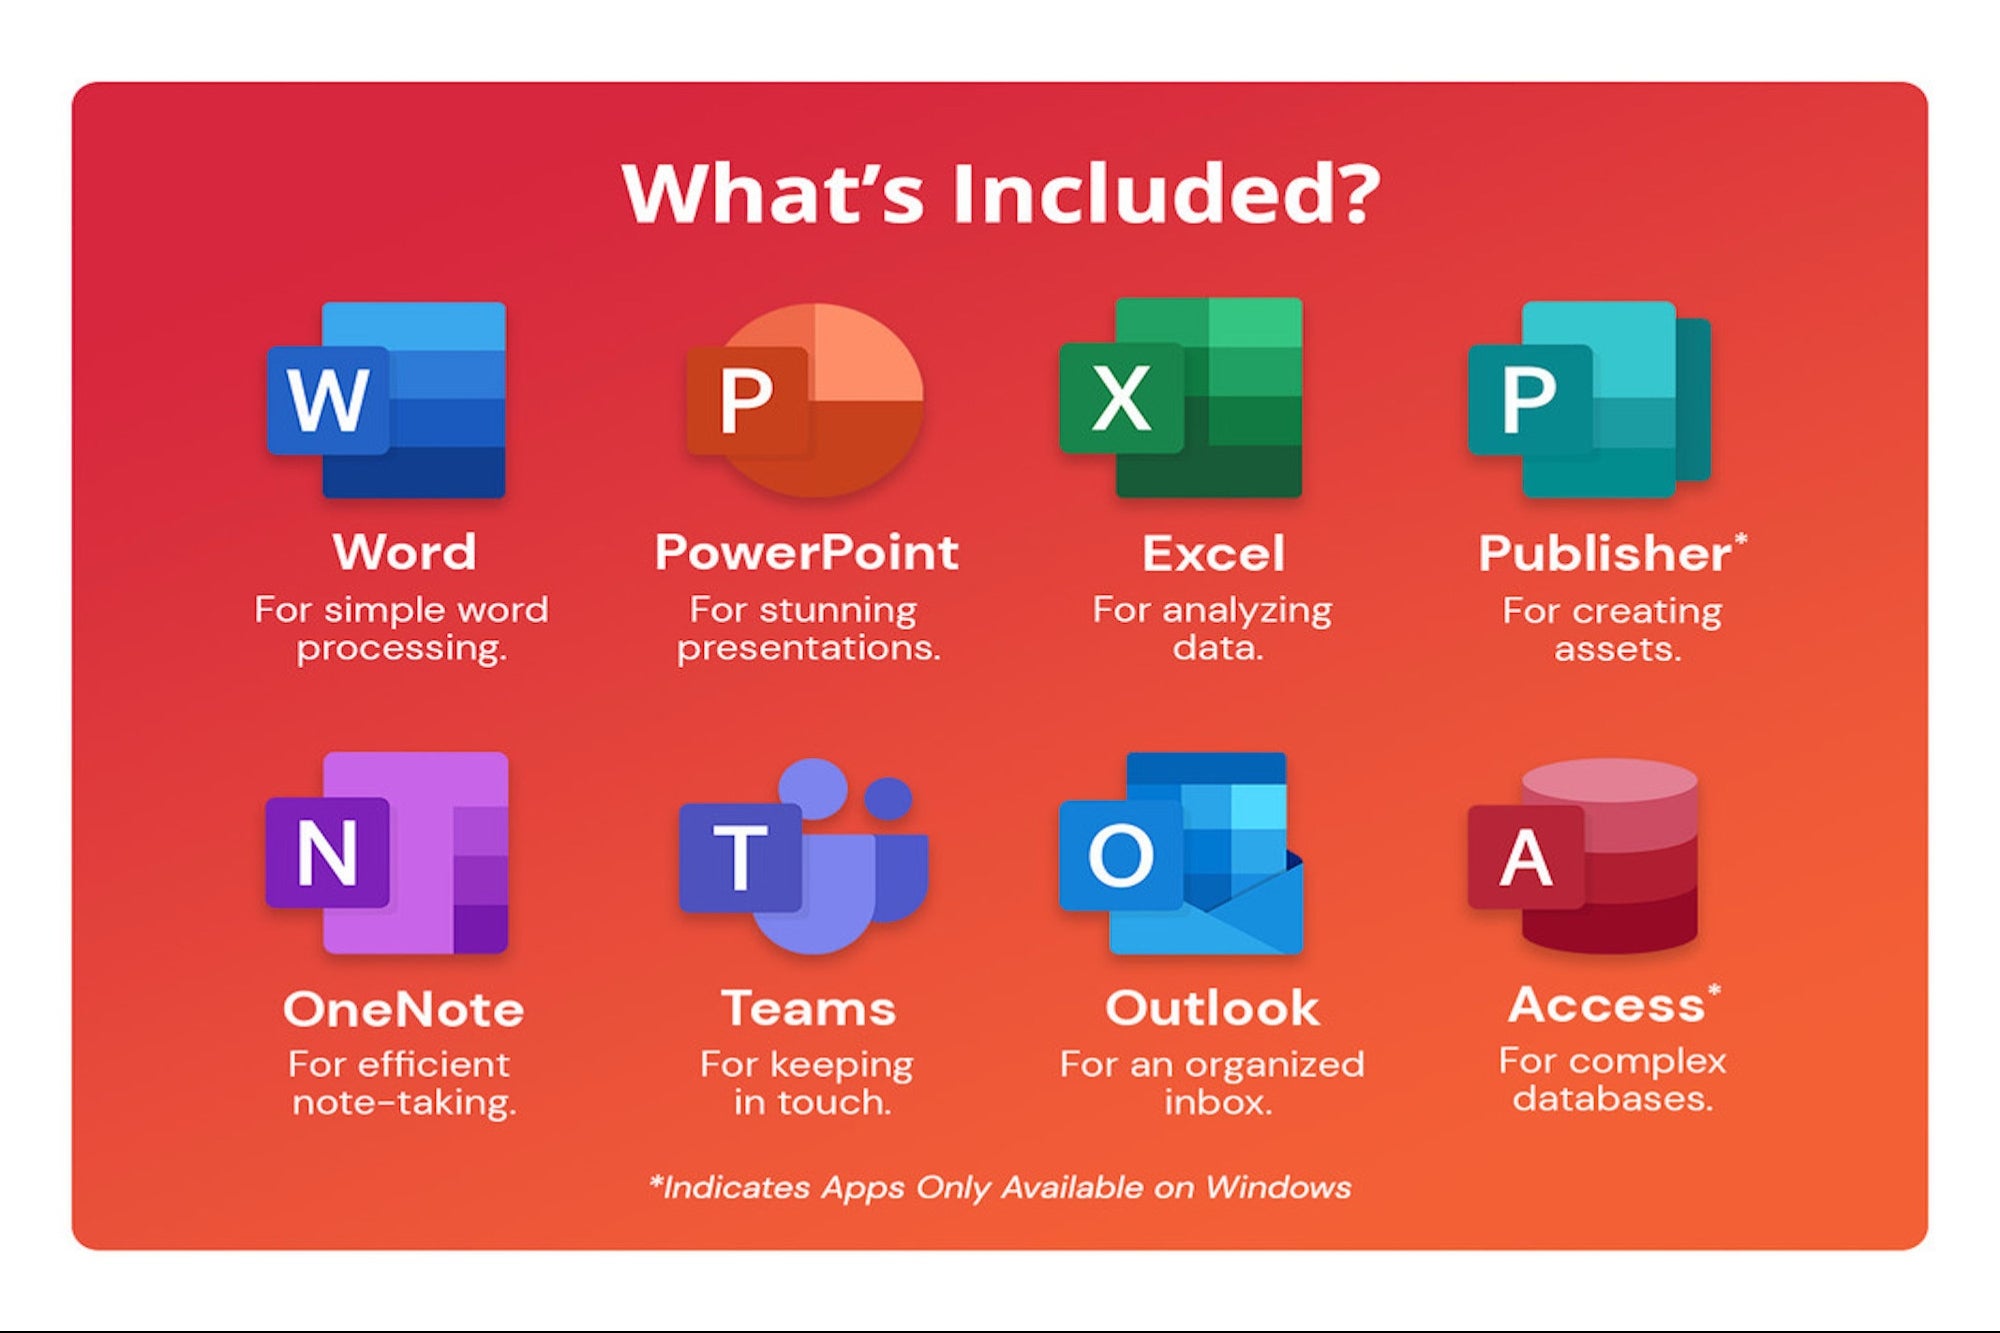 What's Included?
W
P
X
P
Word
PowerPoint
Excel
Publisher*
For simple word
processing.
For stunning
presentations.
For analyzing
data.
For creating
assets.
N
T
O
A
OneNote
Teams
Outlook
Access*
For efficient
note-taking.
For keeping
in touch.
For an organized
inbox.
For complex
databases.
*Indicates Apps Only Available on Windows